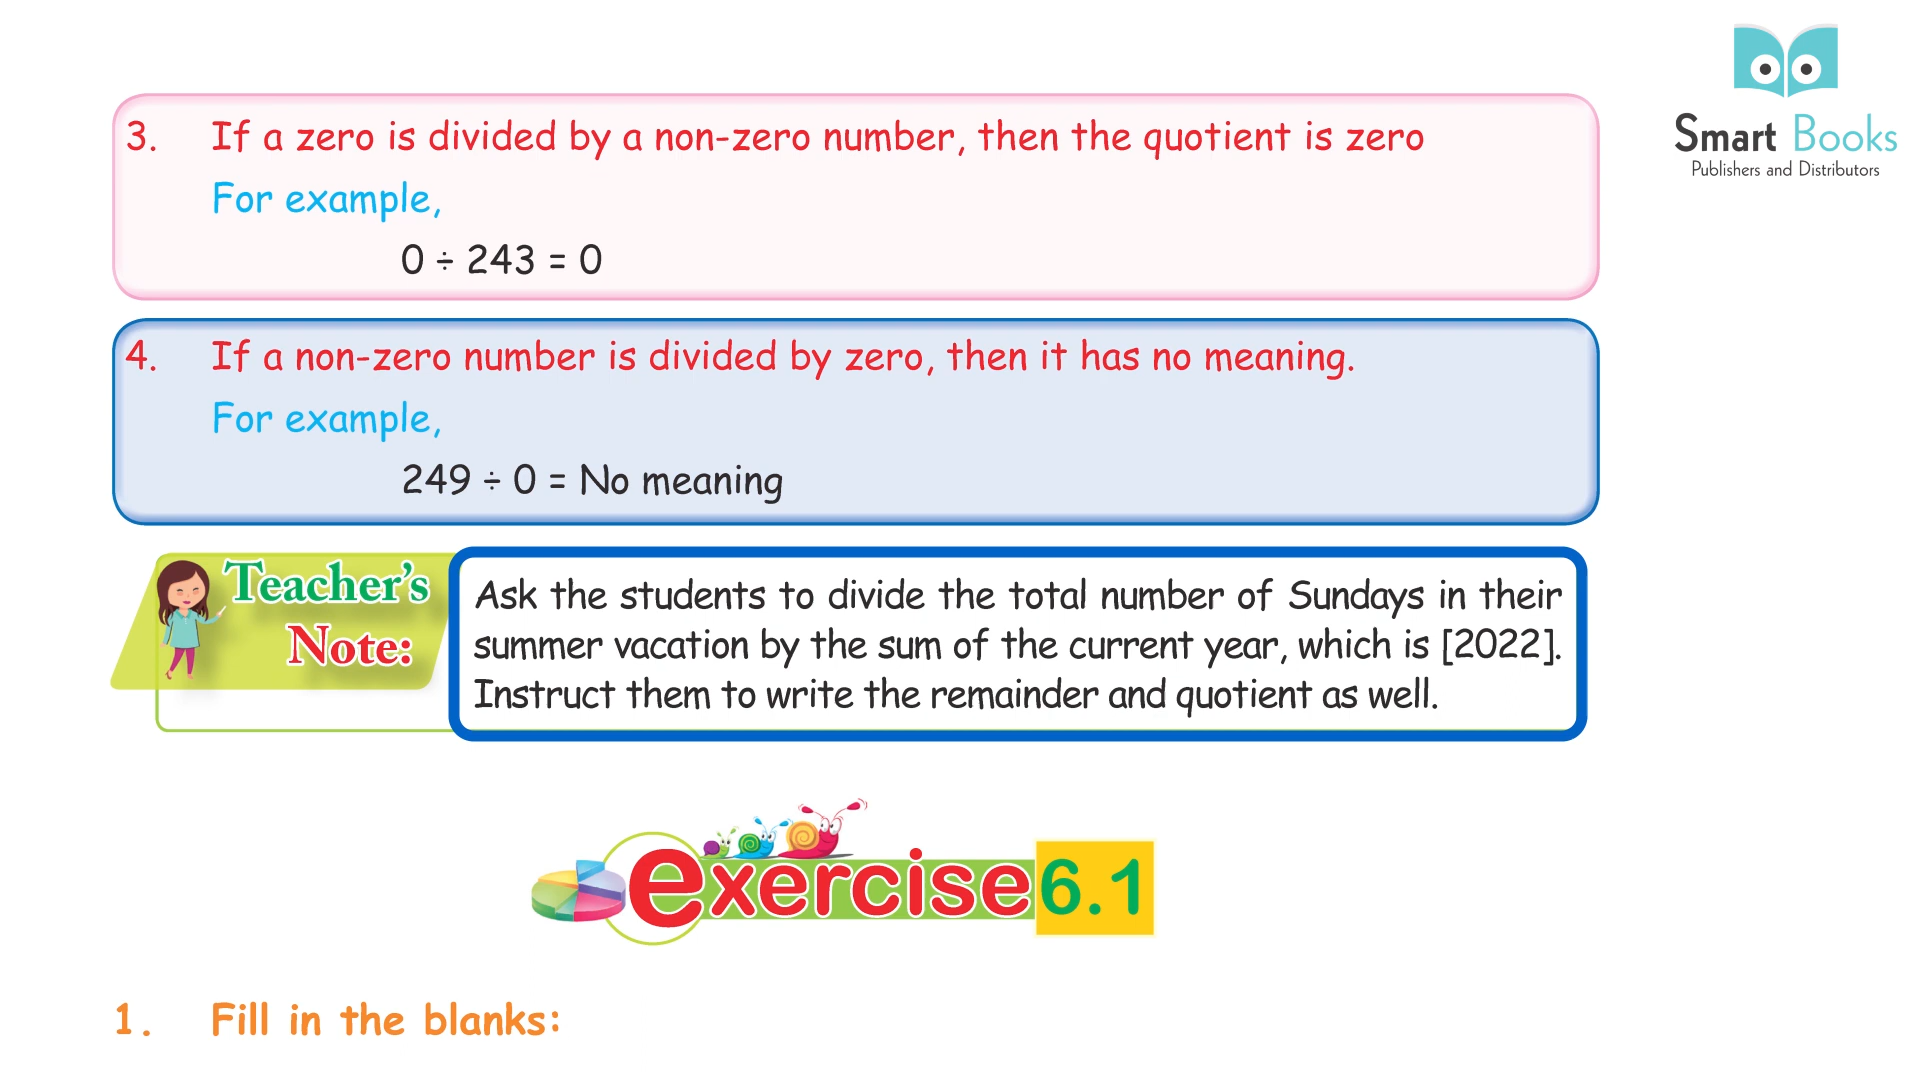 Smart Books
Publishers and Distributors
3. If a zero is divided by a non-zero number, then the quotient is zero
For example,
0 ÷ 243 = 0
4. If a non-zero number is divided by zero, then it has no meaning.
For example,
249 ÷ 0 = No meaning
Teacher's
Note:
Ask the students to divide the total number of Sundays in their
summer vacation by the sum of the current year, which is [2022].
Instruct them to write the remainder and quotient as well.
exercise 6.1
1. Fill in the blanks: